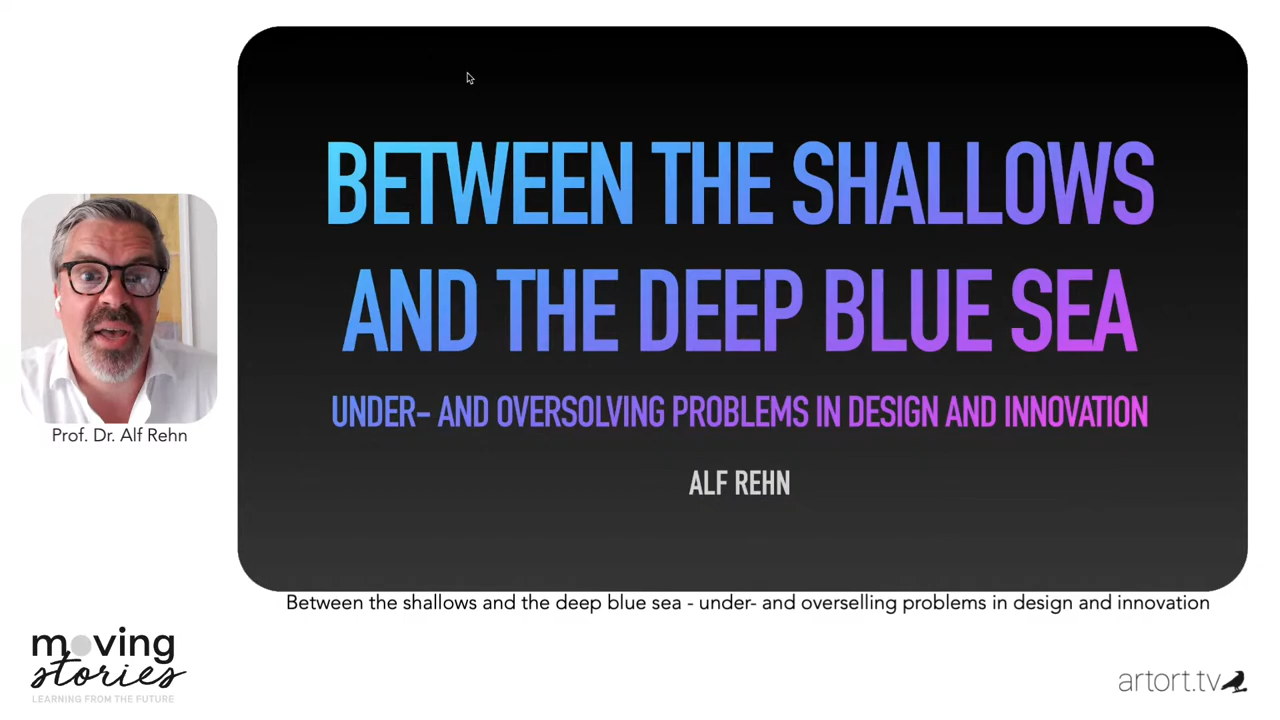 BETWEEN THE SHALLOWS
AND THE DEEP BLUE SEA
UNDER- AND OVERSOLVING PROBLEMS IN DESIGN AND INNOVATION
ALF REHN
Prof. Dr. Alf Rehn
Between the shallows and the deep blue sea - under- and overselling problems in design and innovation
moving
stories
LEARNING FROM THE FUTURE
artort.tv